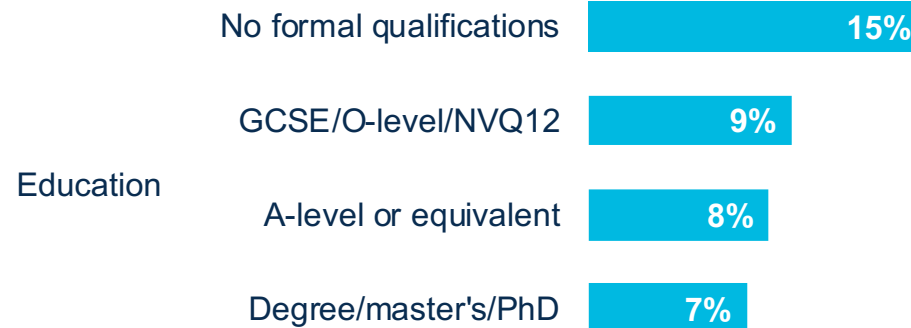 No formal qualifications 15%
GCSE/O-level/NVQ12 9%
Education
A-level or equivalent 8%
Degree/master's/PhD 7%